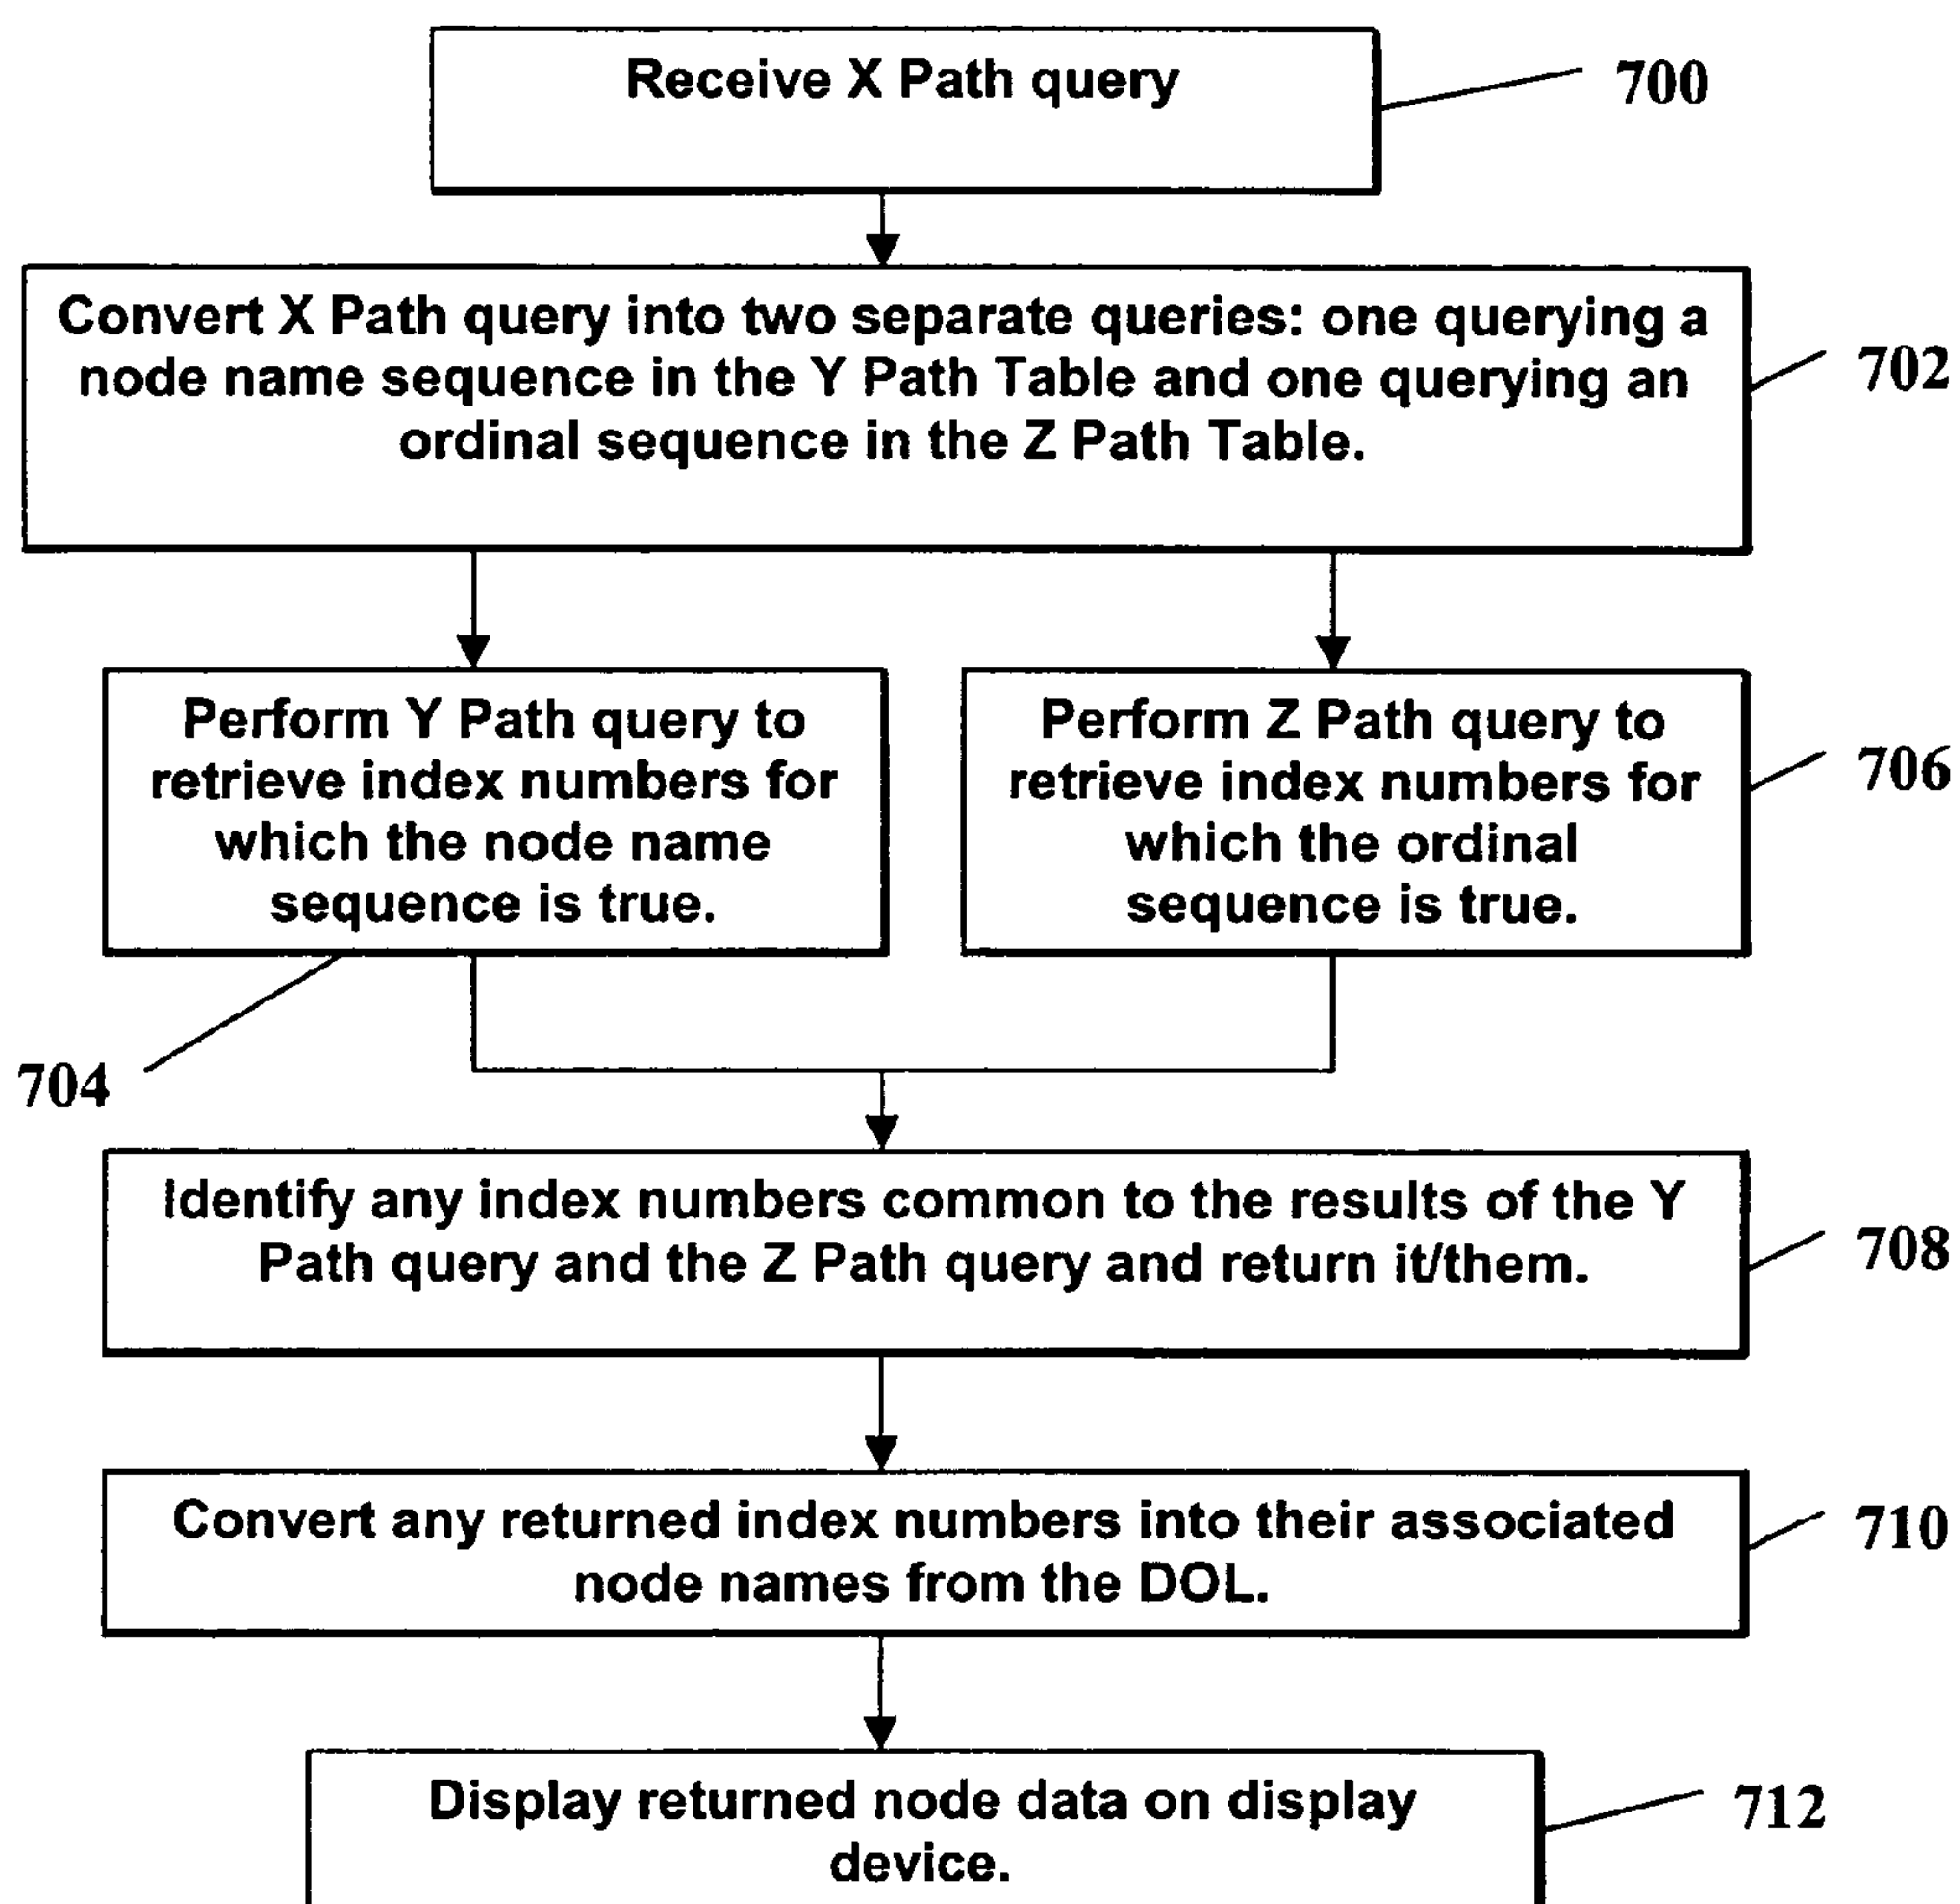 Receive X Path query
700
Convert X Path query into two separate queries: one querying a
node name sequence in the Y Path Table and one querying an
ordinal sequence in the Z Path Table.
702
Perform Y Path query to
retrieve index numbers for
which the node name
sequence is true.
704
Perform Z Path query to
retrieve index numbers for
which the ordinal
sequence is true.
706
Identify any index numbers common to the results of the Y
Path query and the Z Path query and return it/them.
708
Convert any returned index numbers into their associated
node names from the DOL.
710
Display returned node data on display
device.
712